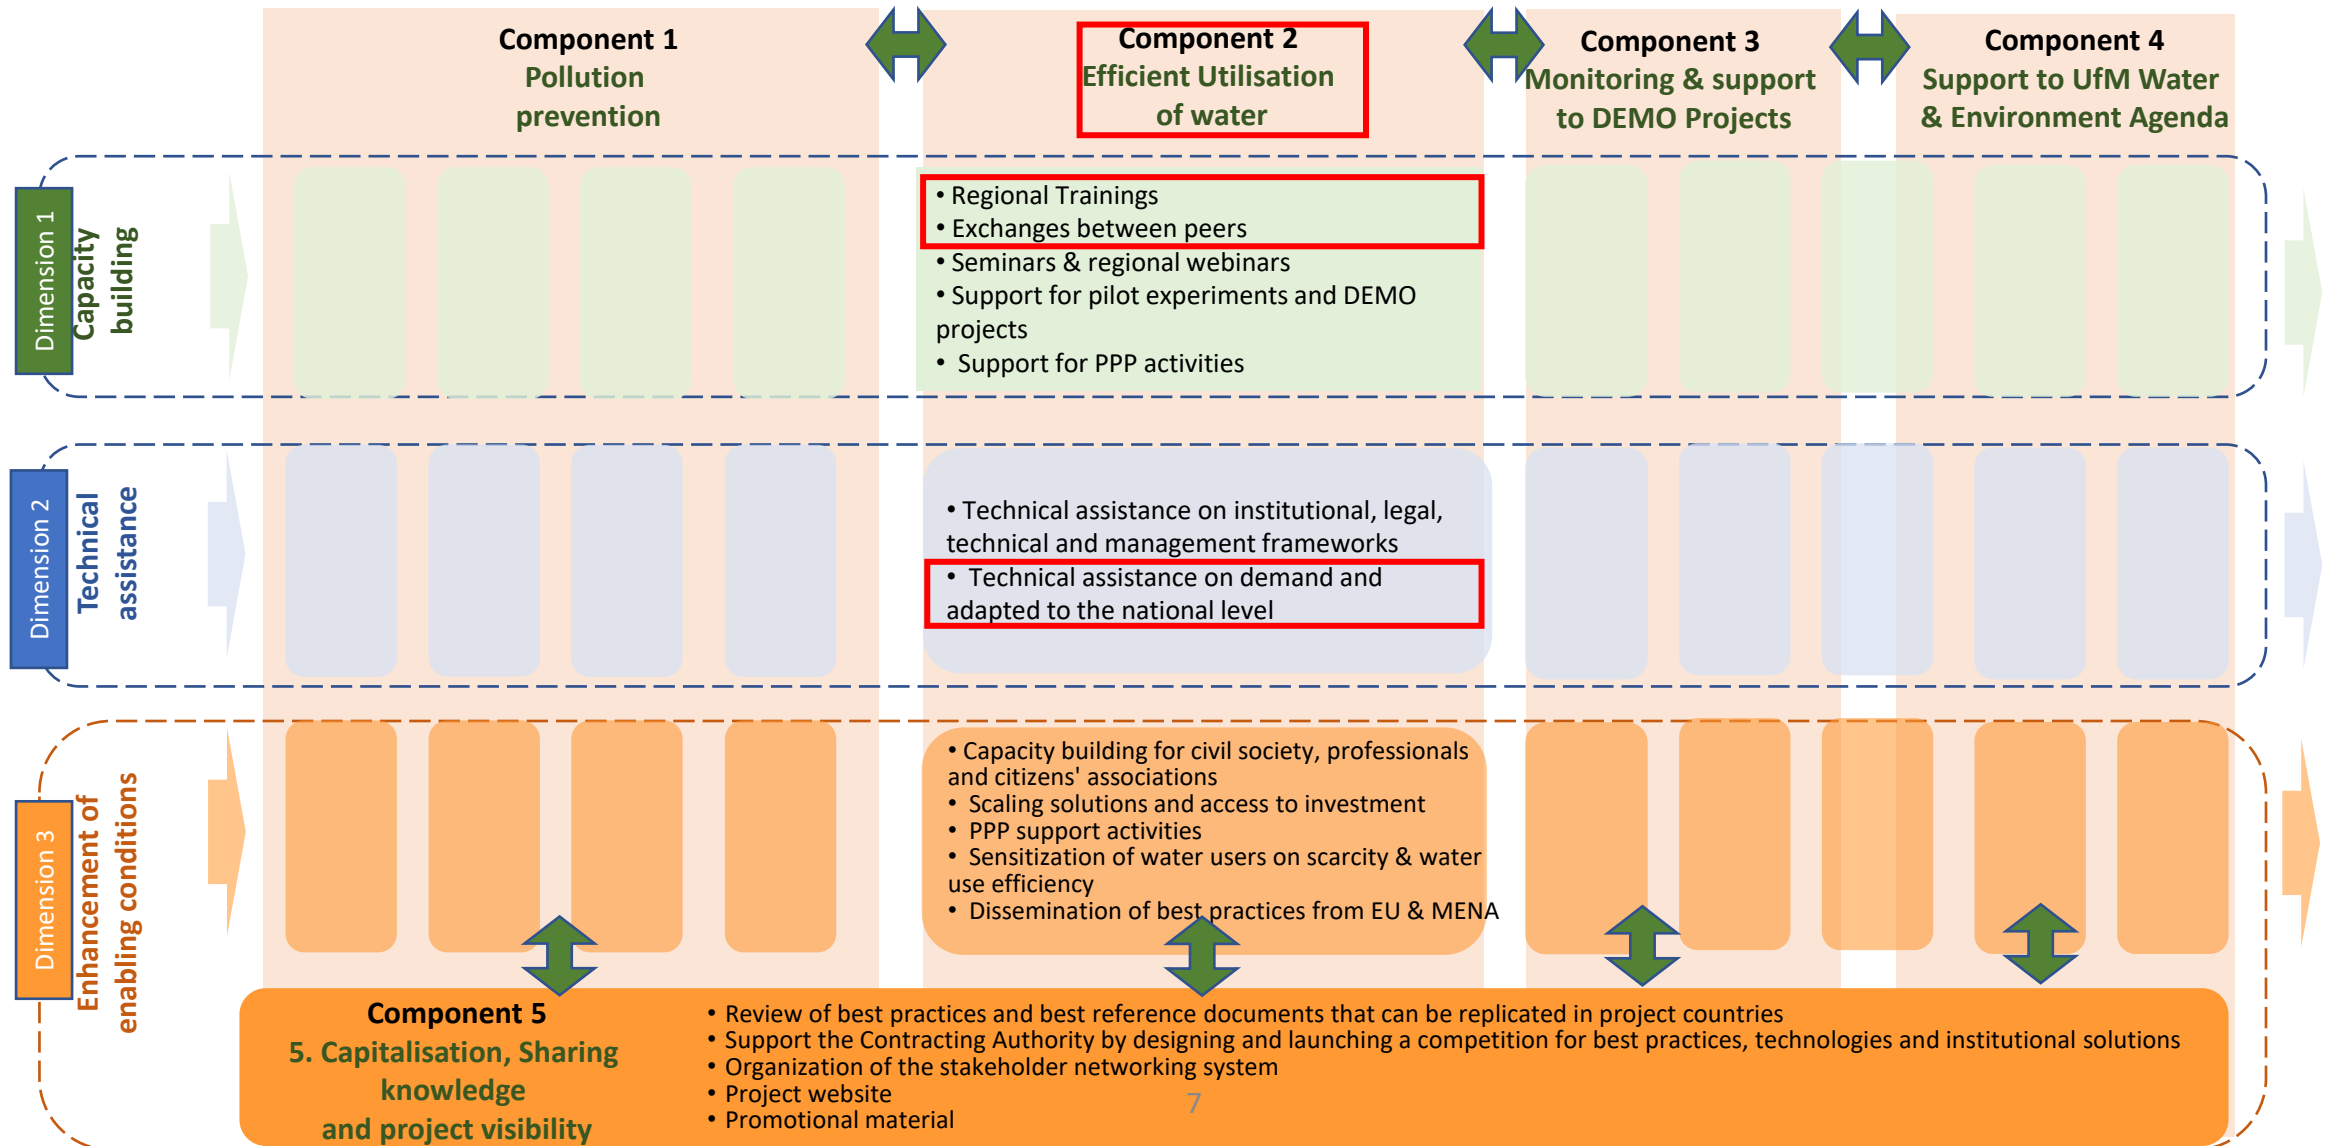 Component 1
Pollution
prevention
Component 2
Efficient Utilisation
of water
Component 3
Monitoring & support
to DEMO Projects
Component 4
Support to UfM Water
& Environment Agenda
Dimension 1
Capacity
building
• Regional Trainings
• Exchanges between peers
• Seminars & regional webinars
• Support for pilot experiments and DEMO
projects
• Support for PPP activities
Dimension 2
Technical
assistance
• Technical assistance on institutional, legal,
technical and management frameworks
• Technical assistance on demand and
adapted to the national level
Dimension 3
Enhancement of
enabling conditions
• Capacity building for civil society, professionals
and citizens' associations
• Scaling solutions and access to investment
• PPP support activities
• Sensitization of water users on scarcity & water
use efficiency
• Dissemination of best practices from EU & MENA
Component 5
5. Capitalisation, Sharing
knowledge
and project visibility
• Review of best practices and best reference documents that can be replicated in project countries
• Support the Contracting Authority by designing and launching a competition for best practices, technologies and institutional solutions
• Organization of the stakeholder networking system
• Project website
• Promotional material
7